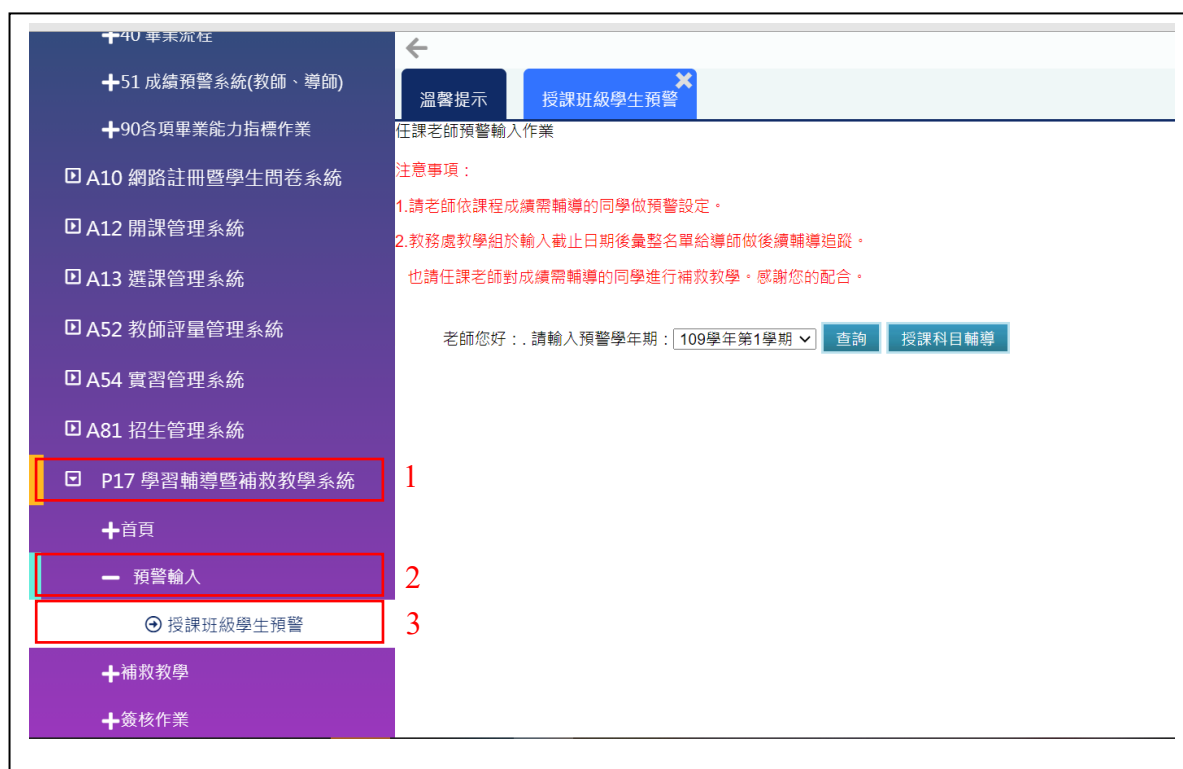 40 畢業流程
51 成績預警系統(教師、導師)
90各項畢業能力指標作業
A10 網路註冊暨學生問卷系統
A12 開課管理系統
A13 選課管理系統
A52 教師評量管理系統
A54 實習管理系統
A81 招生管理系統
P17 學習輔導暨補救教學系統 1
首頁
預警輸入 2
授課班級學生預警 3
補救教學
簽核作業
溫馨提示 授課班級學生預警
任課老師預警輸入作業
注意事項：
1.請老師依課程成績需輔導的同學做預警設定。
2.教務處教學組於輸入截止日期後彙整名單給導師做後續輔導追蹤。
也請任課老師對成績需輔導的同學進行補救教學。感謝您的配合。
老師您好：. 請輸入預警學年期：109學年第1學期 查詢 授課科目輔導